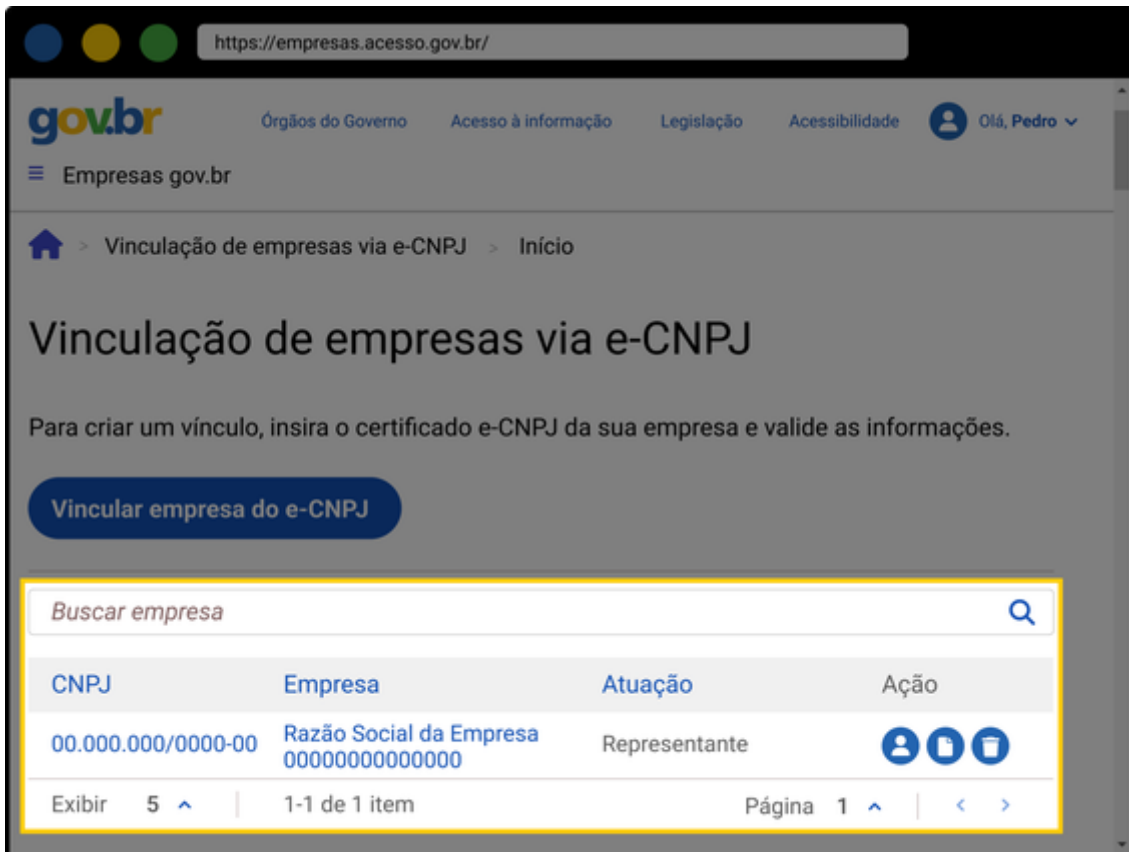 https://empresas.acesso.gov.br/
gov.br Órgãos do Governo Acesso à informação Legislação Acessibilidade Olá, Pedro
Empresas gov.br
> Vinculação de empresas via e-CNPJ > Início
Vinculação de empresas via e-CNPJ
Para criar um vínculo, insira o certificado e-CNPJ da sua empresa e valide as informações.
Vincular empresa do e-CNPJ
Buscar empresa
CNPJ Empresa Atuação Ação
00.000.000/0000-00 Razão Social da Empresa Representante
00000000000000
Exibir 5 1-1 de 1 item Página 1